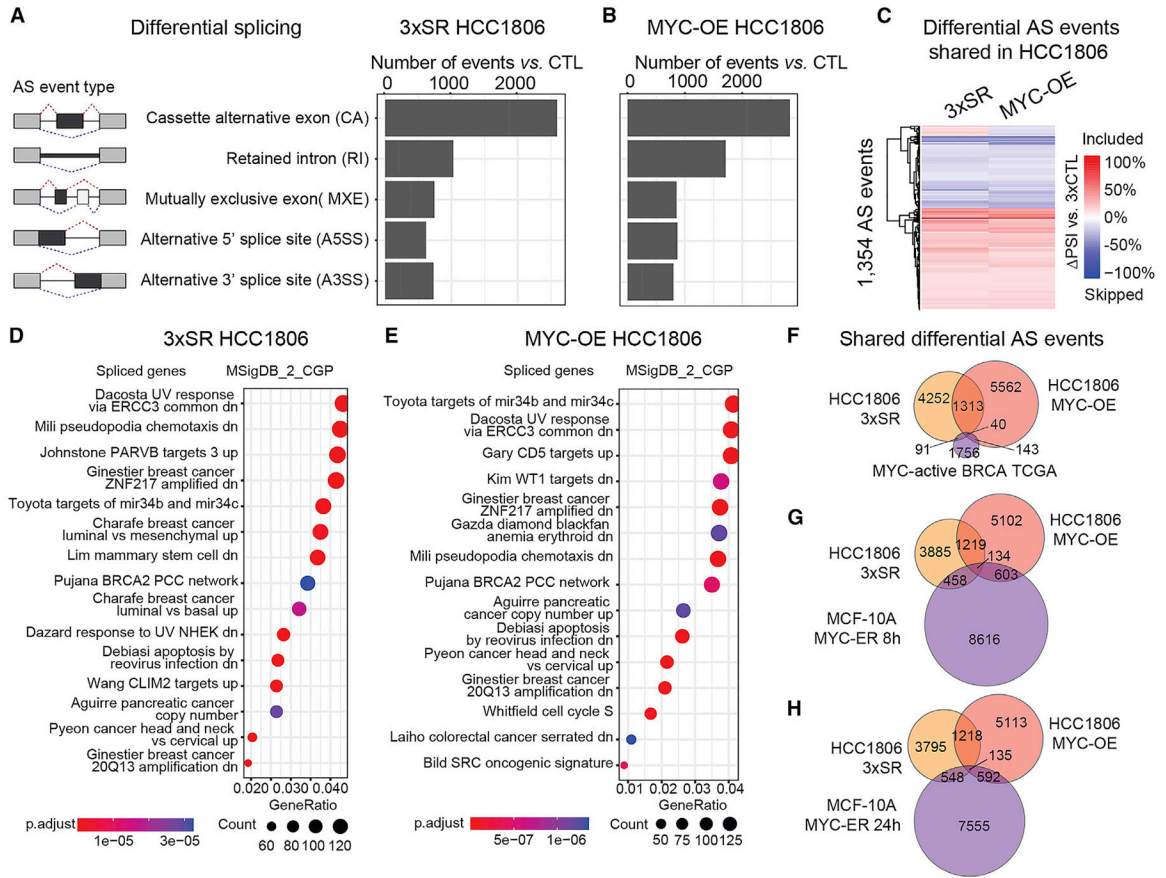 A
Differential splicing
3xSR HCC1806
Number of events vs. CTL
0
1000
2000
AS event type
Cassette alternative exon (CA)
Retained intron (RI)
Mutually exclusive exon( MXE)
Alternative 5' splice site (A5SS)
Alternative 3' splice site (A3SS)
B
MYC-OE HCC1806
Number of events vs. CTL
0
1000
2000
C
Differential AS events
shared in HCC1806
3xSR
MYC-OE
1,354 AS events
Included
100%
50%
0%
-50%
−100%
Skipped
ΔPSI vs. 3xCTL
D
3xSR HCC1806
Spliced genes
MSigDB_2_CGP
Dacosta UV response
via ERCC3 common dn
Mili pseudopodia chemotaxis dn
Johnstone PARVB targets 3 up
Ginestier breast cancer
ZNF217 amplified dn
Toyota targets of mir34b and mir34c
Charafe breast cancer
luminal vs mesenchymal up
Lim mammary stem cell dn
Pujana BRCA2 PCC network
Charafe breast cancer
luminal vs basal up
Dazard response to UV NHEK dn
Debiasi apoptosis by
reovirus infection dn
Wang CLIM2 targets up
Aguirre pancreatic cancer
copy number
Pyeon cancer head and neck
vs cervical up
Ginestier breast cancer
20Q13 amplification dn
0.020
0.030
0.04
GeneRatio
p.adjust
1e−05
3e−05
Count
60
80
100
120
E
MYC-OE HCC1806
Spliced genes
MSigDB_2_CGP
Toyota targets of mir34b and mir34c
Dacosta UV response
via ERCC3 common dn
Gary CD5 targets up
Kim WT1 targets dn
Ginestier breast cancer
ZNF217 amplified dn
Gazda diamond blackfan
anemia erythroid dn
Mili pseudopodia chemotaxis dn
Pujana BRCA2 PCC network
Aguirre pancreatic
cancer copy number up
Debiasi apoptosis
by reovirus infection dn
Pyeon cancer head and neck
vs cervical up
Ginestier breast cancer
20Q13 amplification dn
Whitfield cell cycle S
Laiho colorectal cancer serrated dn
Bild SRC oncogenic signature
0.01
0.02
0.03
0.04
GeneRatio
p.adjust
5e−07
1e−06
Count
50
75
100
125
F
Shared differential AS events
HCC1806
3xSR
4252
1313
5562
HCC1806
MYC-OE
40
91
1756
143
MYC-active BRCA TCGA
G
HCC1806
3xSR
3885
1219
5102
HCC1806
MYC-OE
134
458
603
MCF-10A
MYC-ER 8h
8616
H
HCC1806
3xSR
3795
1218
5113
HCC1806
MYC-OE
135
548
592
MCF-10A
MYC-ER 24h
7555